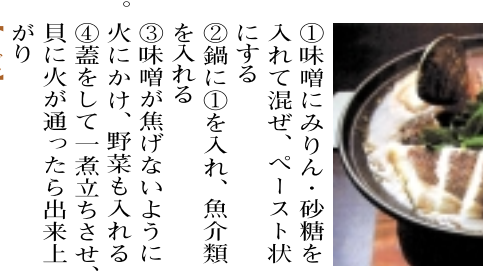 ①味噌にみりん・砂糖を
入れて混ぜ、ペースト状
にする
②鍋に①を入れ、魚介類
を入れる
③味噌が焦げないように
火にかけ、野菜も入れる
④蓋をして一煮立ちさせ、
貝に火が通ったら出来上
がり
。